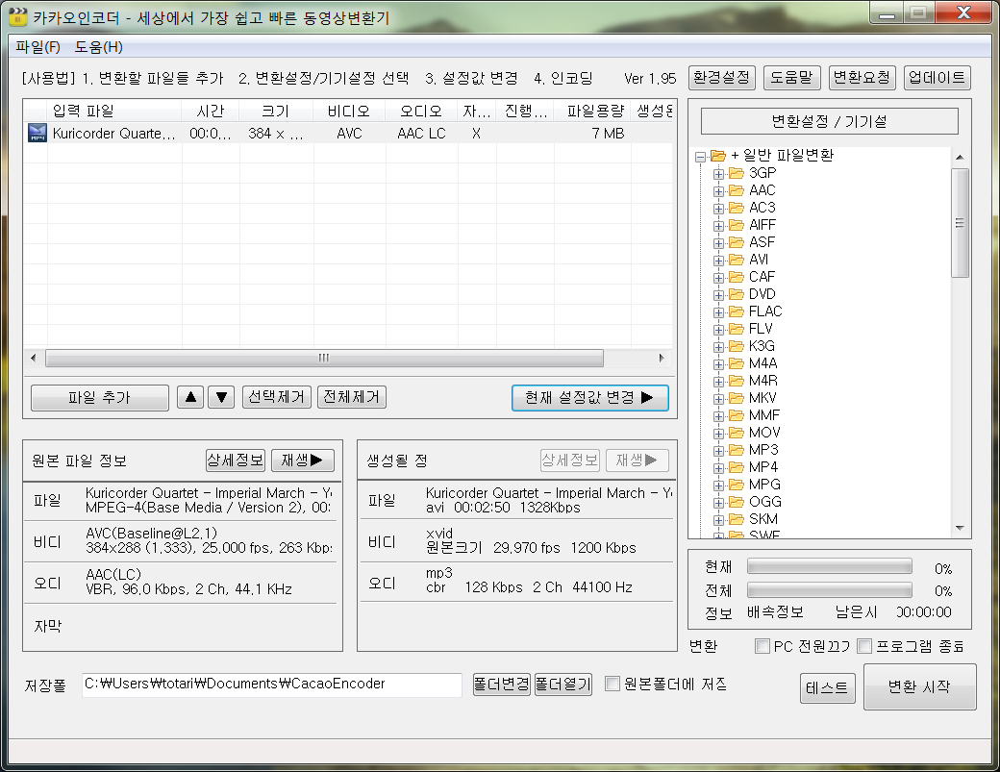 카카오인코더 - 세상에서 가장 쉽고 빠른 동영상변환기
파일(F) 도움(H)
[사용법] 1. 변환할 파일들 추가 2. 변환설정/기기설정 선택 3. 설정값 변경 4. 인코딩 Ver 1.95
환경설정 도움말 변환요청 업데이트
입력 파일 시간 크기 비디오 오디오 자... 진행... 파일용량 생성된
Kuricorder Quarte... 00:0... 384 x ... AVC AAC LC X 7 MB
파일 추가 ▲ ▼ 선택제거 전체제거 현재 설정값 변경 ▶
변환설정 / 기기설
+ 일반 파일변환
3GP
AAC
AC3
AIFF
ASF
AVI
CAF
DVD
FLAC
FLV
K3G
M4A
M4R
MKV
MMF
MOV
MP3
MP4
MPG
OGG
SKM
SWF
원본 파일 정보 상세정보 재생▶
파일 Kuricorder Quartet - Imperial March - Yo
MPEG-4(Base Media / Version 2), 00:
비디 AVC(Baseline@L2.1)
384x288 (1.333), 25.000 fps, 263 Kbps
오디 AAC(LC)
VBR, 96.0 Kbps, 2 Ch, 44.1 KHz
자막
생성될 정 상세정보 재생▶
파일 Kuricorder Quartet - Imperial March - Yo
avi 00:02:50 1328Kbps
비디 xvid
원본크기 29.970 fps 1200 Kbps
오디 mp3
cbr 128 Kbps 2 Ch 44100 Hz
현재 0%
전체 0%
정보 배속정보 남은시 00:00:00
변환 PC 전원끄기 프로그램 종료
저장폴 C:₩Users₩totari₩Documents₩CacaoEncoder 폴더변경 폴더열기 원본폴더에 저장
테스트 변환 시작